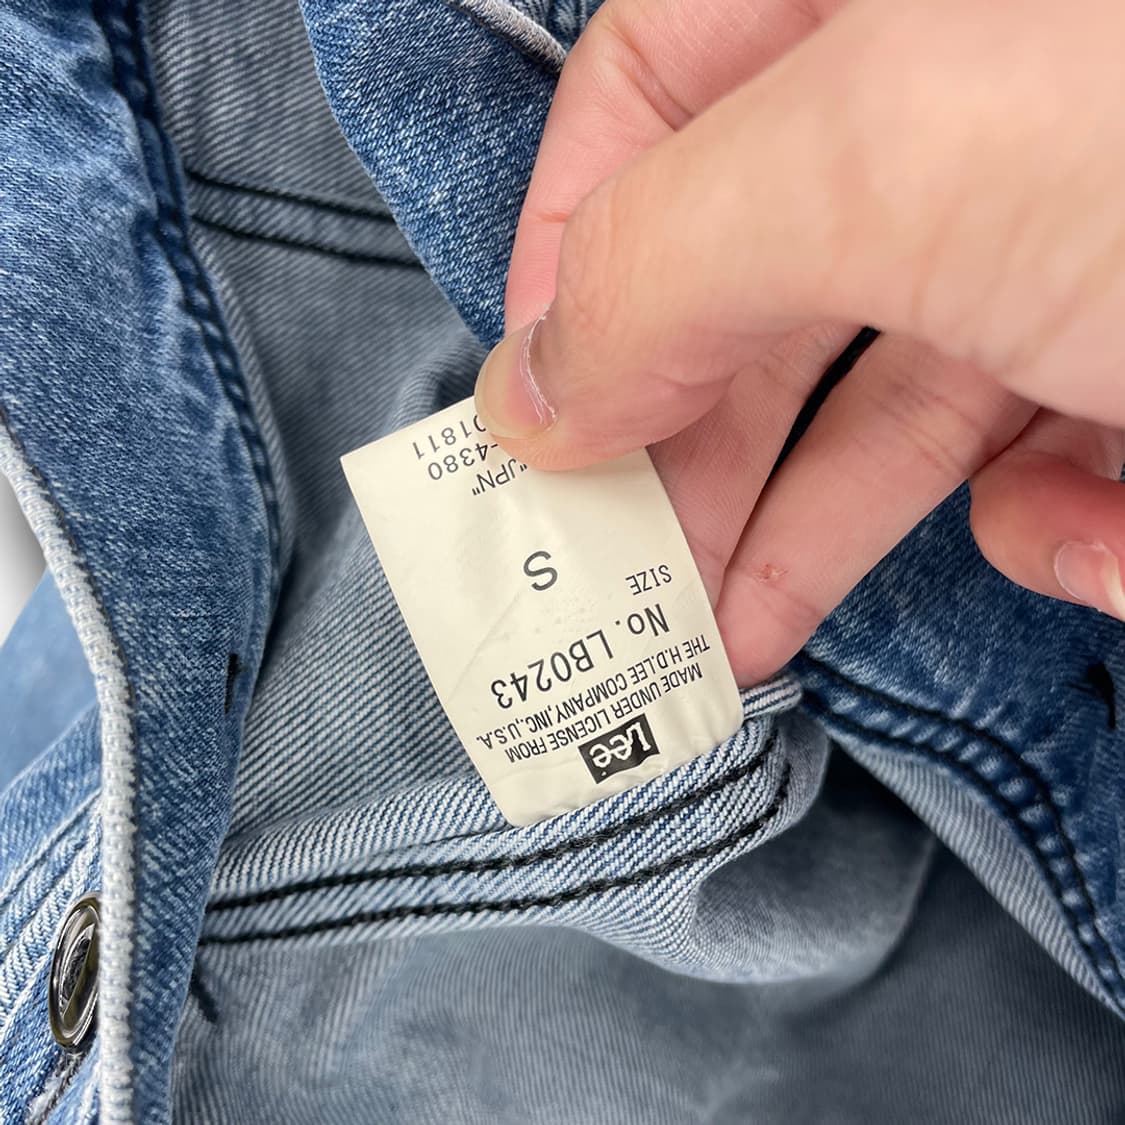 Lee
MADE UNDER LICENSE FROM
THE H.D.LEE COMPANY,INC.,U.S.A.
No. LB0243
SIZE
S
"JPN"
-4380
01811